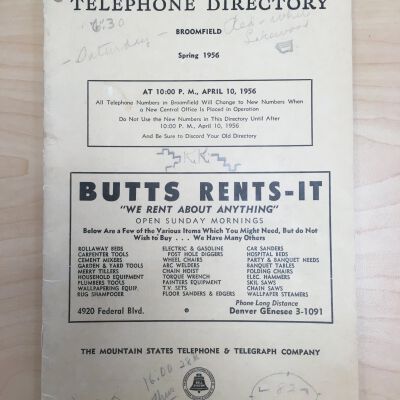 TELEPHONE DIRECTORY
6:30
BROOMFIELD
Saturday
Lakewood
Spring 1956
AT 10:00 P. M., APRIL 10, 1956
All Telephone Numbers in Broomfield Will Change to New Numbers When
a New Central Office Is Placed in Operation
Do Not Use the New Numbers in This Directory Until After
10:00 P. M., April 10, 1956
And Be Sure to Discard Your Old Directory
K.K.
BUTTS RENTS-IT
"WE RENT ABOUT ANYTHING"
OPEN SUNDAY MORNINGS
Below Are a Few of the Various Items Which You Might Need, But do Not
Wish to Buy . . . We Have Many Others
ROLLAWAY BEDS
CARPENTER TOOLS
CEMENT MIXERS
GARDEN & YARD TOOLS
MERRY TILLERS
HOUSEHOLD EQUIPMENT
PLUMBERS TOOLS
WALLPAPERING EQUIP.
RUG SHAMPOOER
ELECTRIC & GASOLINE
POST HOLE DIGGERS
WHEEL CHAIRS
ARC WELDERS
CHAIN HOIST
TORQUE WRENCH
PAINTERS EQUIPMENT
T.V. SETS
FLOOR SANDERS & EDGERS
CAR SANDERS
HOSPITAL BEDS
PARTY & BANQUET NEEDS
BANQUET TABLES
FOLDING CHAIRS
ELEC. HAMMERS
SKIL SAWS
CHAIN SAWS
WALLPAPER STEAMERS
4920 Federal Blvd.
Phone Long Distance
Denver GEnesee 3-1091
THE MOUNTAIN STATES TELEPHONE & TELEGRAPH COMPANY
16.00